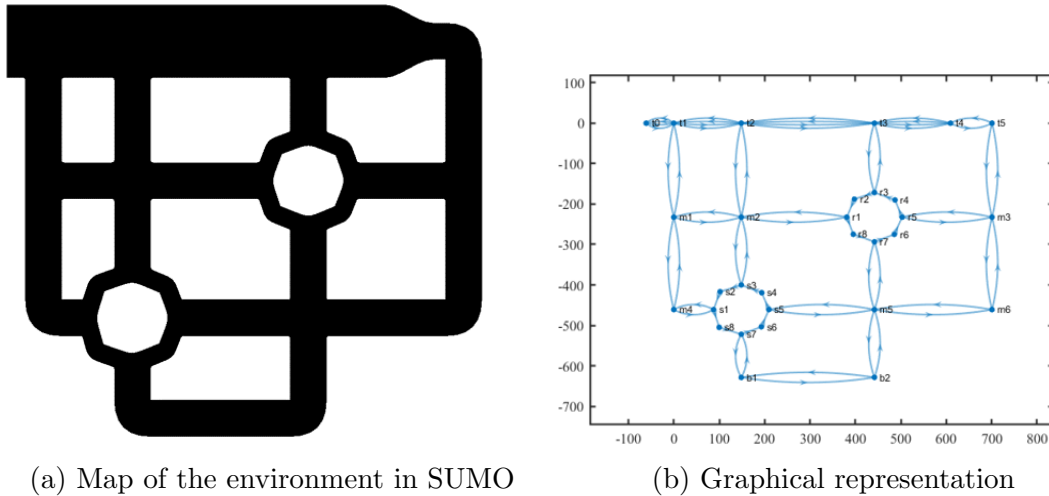 100
0
-100
-200
-300
-400
-500
-600
-700
t0
t1
t2
t3
t4
t5
r3
r2
r4
m1
m2
r1
r5
m3
r8
r6
r7
s3
s2
s4
m4
s1
s5
m5
m6
s8
s6
s7
b1
b2
-100 0 100 200 300 400 500 600 700 800
(a) Map of the environment in SUMO
(b) Graphical representation